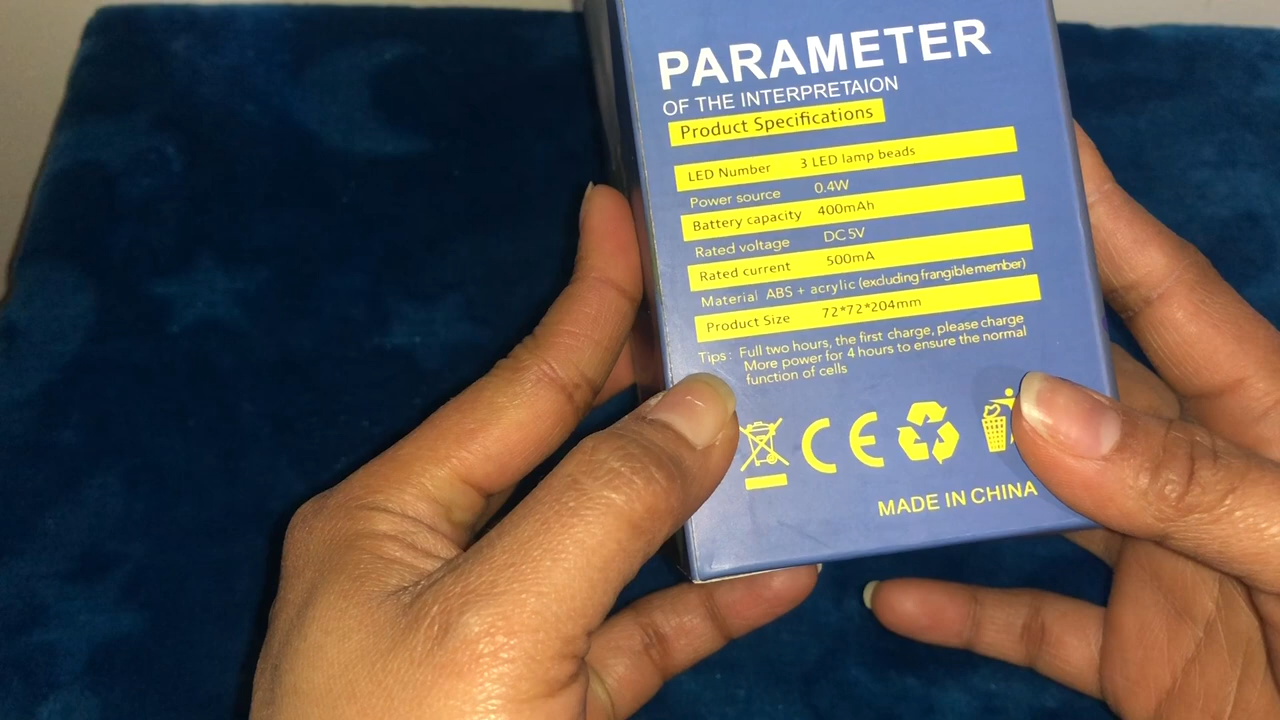 PARAMETER
OF THE INTERPRETAION
Product Specifications
LED Number 3 LED lamp beads
Power source 0.4W
Battery capacity 400mAh
Rated voltage DC 5V
Rated current 500mA
Material ABS + acrylic (excluding frangible member)
Product Size 72*72*204mm
Tips: Full two hours, the first charge, please charge
More power for 4 hours to ensure the normal
function of cells
CE
MADE IN CHINA